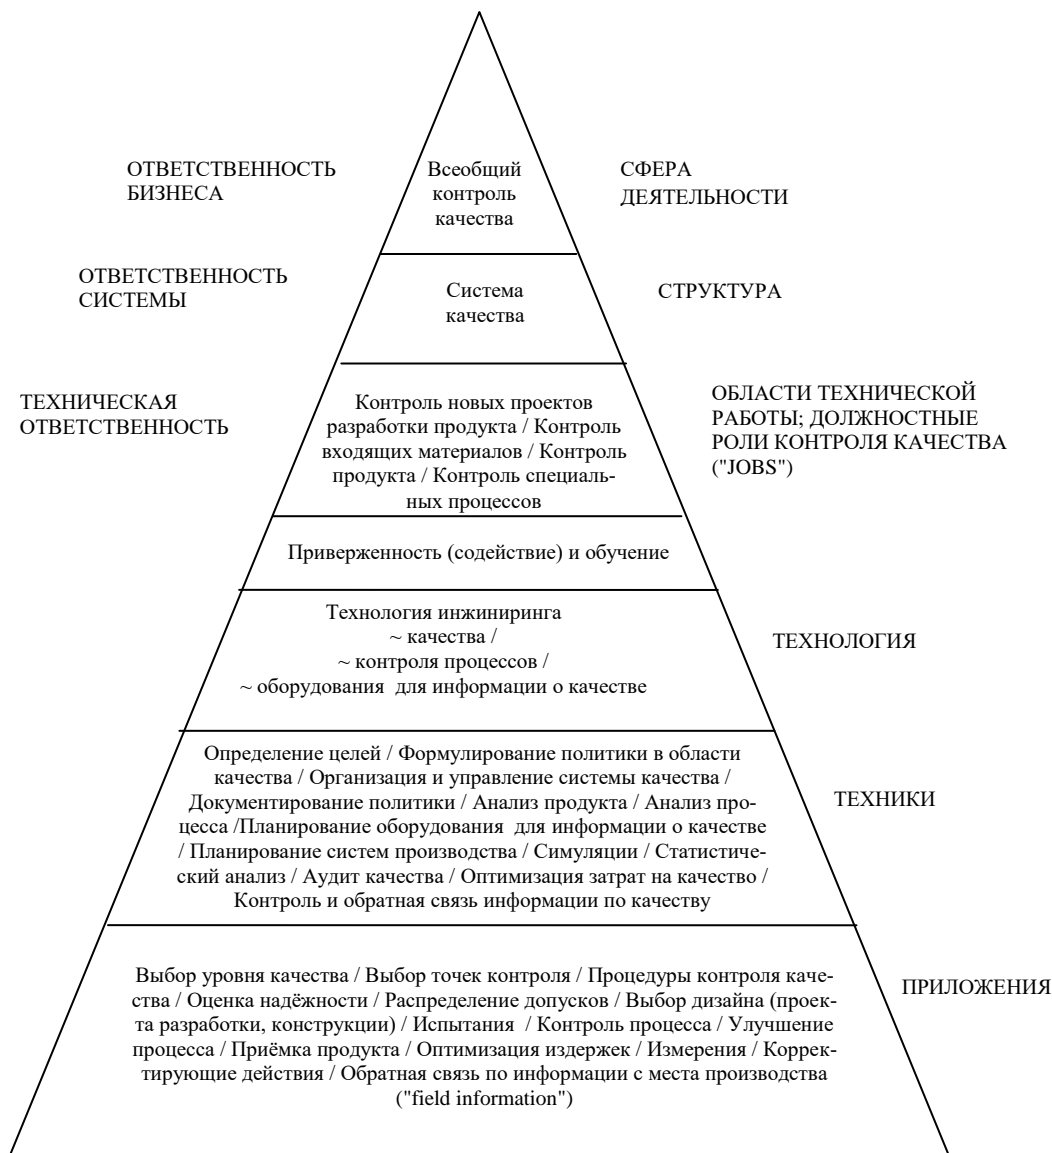 ОТВЕТСТВЕННОСТЬ
БИЗНЕСА
Всеобщий
контроль
качества
СФЕРА
ДЕЯТЕЛЬНОСТИ
ОТВЕТСТВЕННОСТЬ
СИСТЕМЫ
Система
качества
СТРУКТУРА
ТЕХНИЧЕСКАЯ
ОТВЕТСТВЕННОСТЬ
Контроль новых проектов
разработки продукта / Контроль
входящих материалов / Контроль
продукта / Контроль специаль-
ных процессов
ОБЛАСТИ ТЕХНИЧЕСКОЙ
РАБОТЫ; ДОЛЖНОСТНЫЕ
РОЛИ КОНТРОЛЯ КАЧЕСТВА
("JOBS")
Приверженность (содействие) и обучение
Технология инжиниринга
~ качества /
~ контроля процессов /
~ оборудования для информации о качестве
ТЕХНОЛОГИЯ
Определение целей / Формулирование политики в области
качества / Организация и управление системы качества /
Документирование политики / Анализ продукта / Анализ про-
цесса /Планирование оборудования для информации о качестве
/ Планирование систем производства / Симуляции / Статистиче-
ский анализ / Аудит качества / Оптимизация затрат на качество /
Контроль и обратная связь информации по качеству
ТЕХНИКИ
Выбор уровня качества / Выбор точек контроля / Процедуры контроля каче-
ства / Оценка надёжности / Распределение допусков / Выбор дизайна (проек-
та разработки, конструкции) / Испытания / Контроль процесса / Улучшение
процесса / Приёмка продукта / Оптимизация издержек / Измерения / Коррек-
тирующие действия / Обратная связь по информации с места производства
("field information")
ПРИЛОЖЕНИЯ